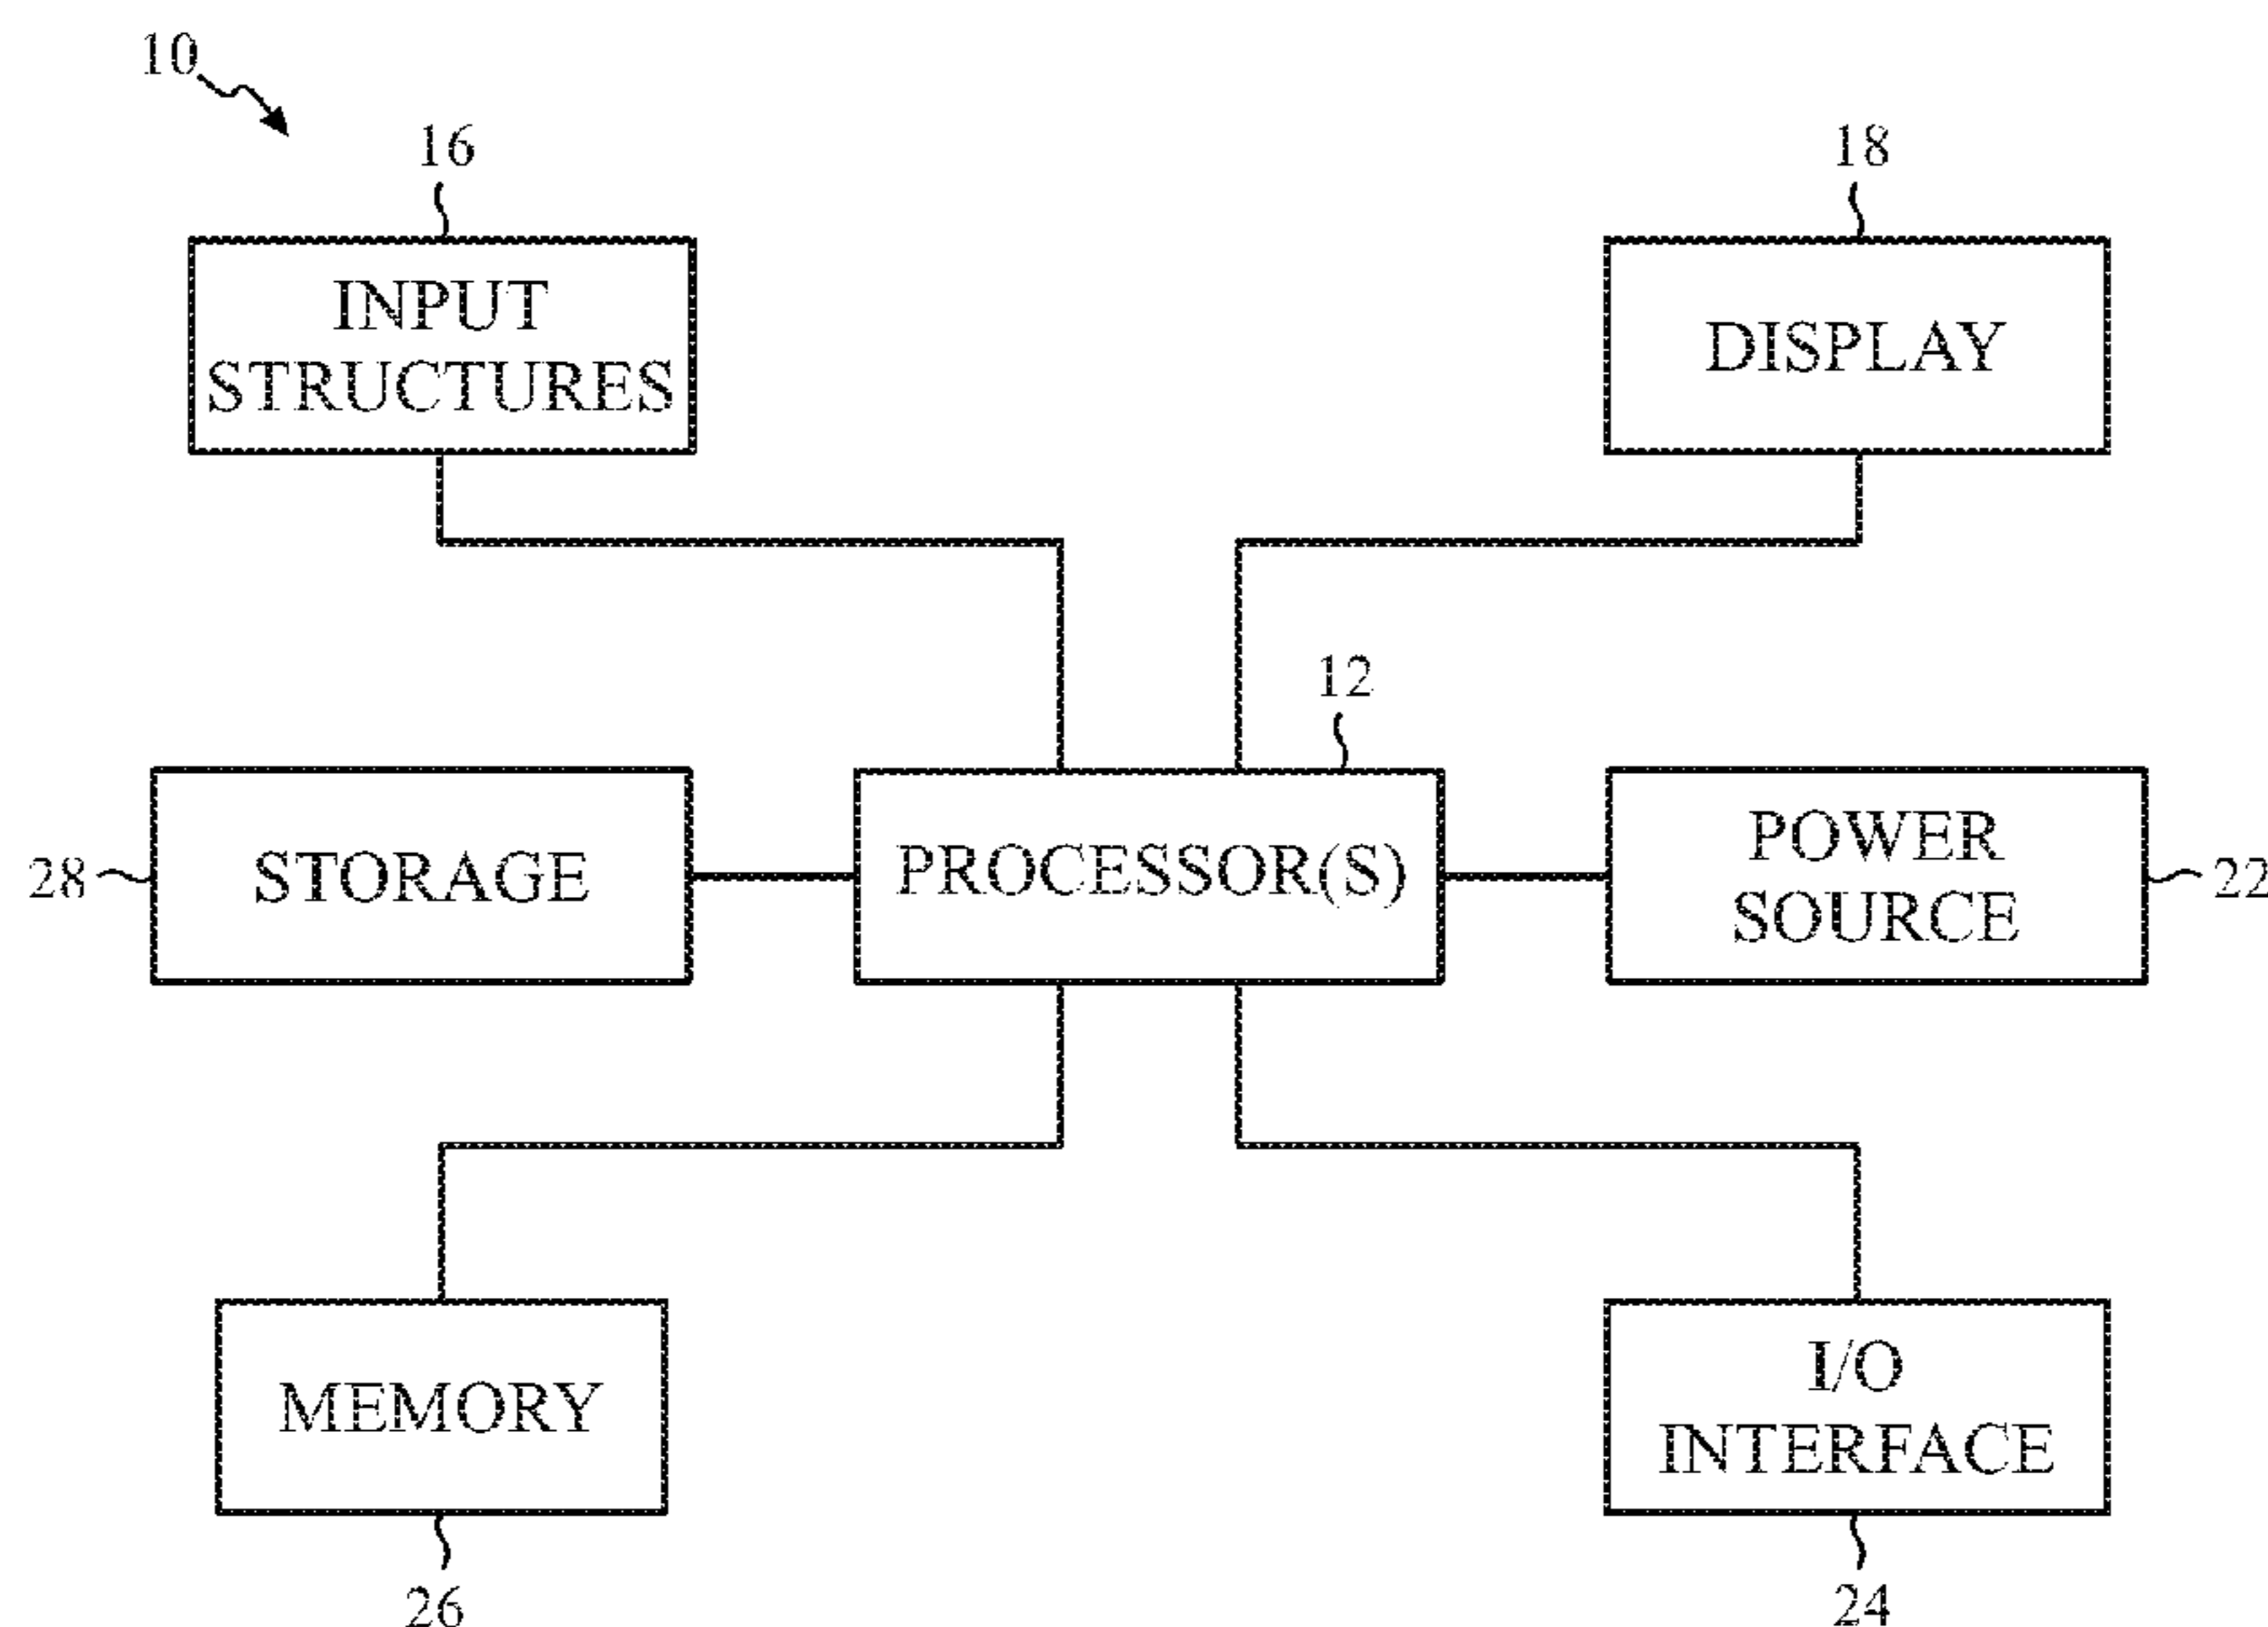 10
16
18
INPUT
STRUCTURES
DISPLAY
12
28
STORAGE
PROCESSOR(S)
POWER
SOURCE
22
MEMORY
I/O
INTERFACE
26
24